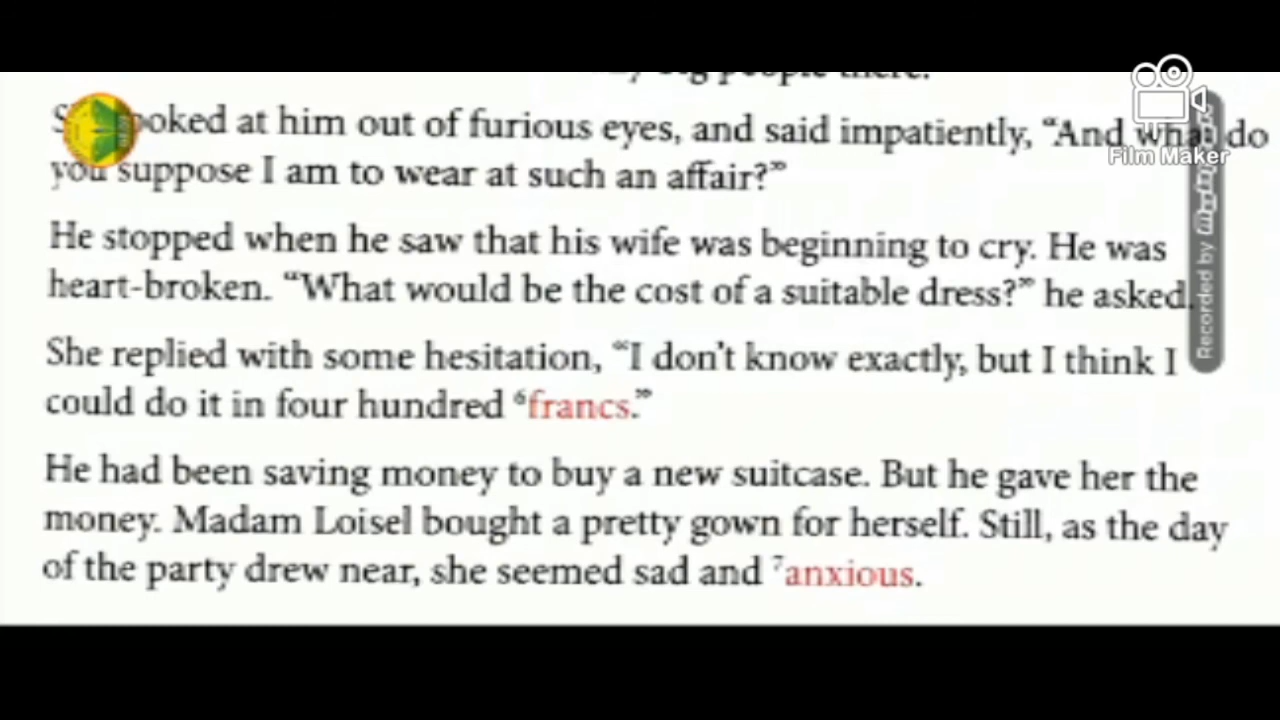 big people there.
looked at him out of furious eyes, and said impatiently, “And what do
you suppose I am to wear at such an affair?”
He stopped when he saw that his wife was beginning to cry. He was
heart-broken. “What would be the cost of a suitable dress?” he asked.
She replied with some hesitation, “I don't know exactly, but I think I
could do it in four hundred ⁶francs.”
He had been saving money to buy a new suitcase. But he gave her the
money. Madam Loisel bought a pretty gown for herself. Still, as the day
of the party drew near, she seemed sad and ⁷anxious.
Film Maker
Recorded by